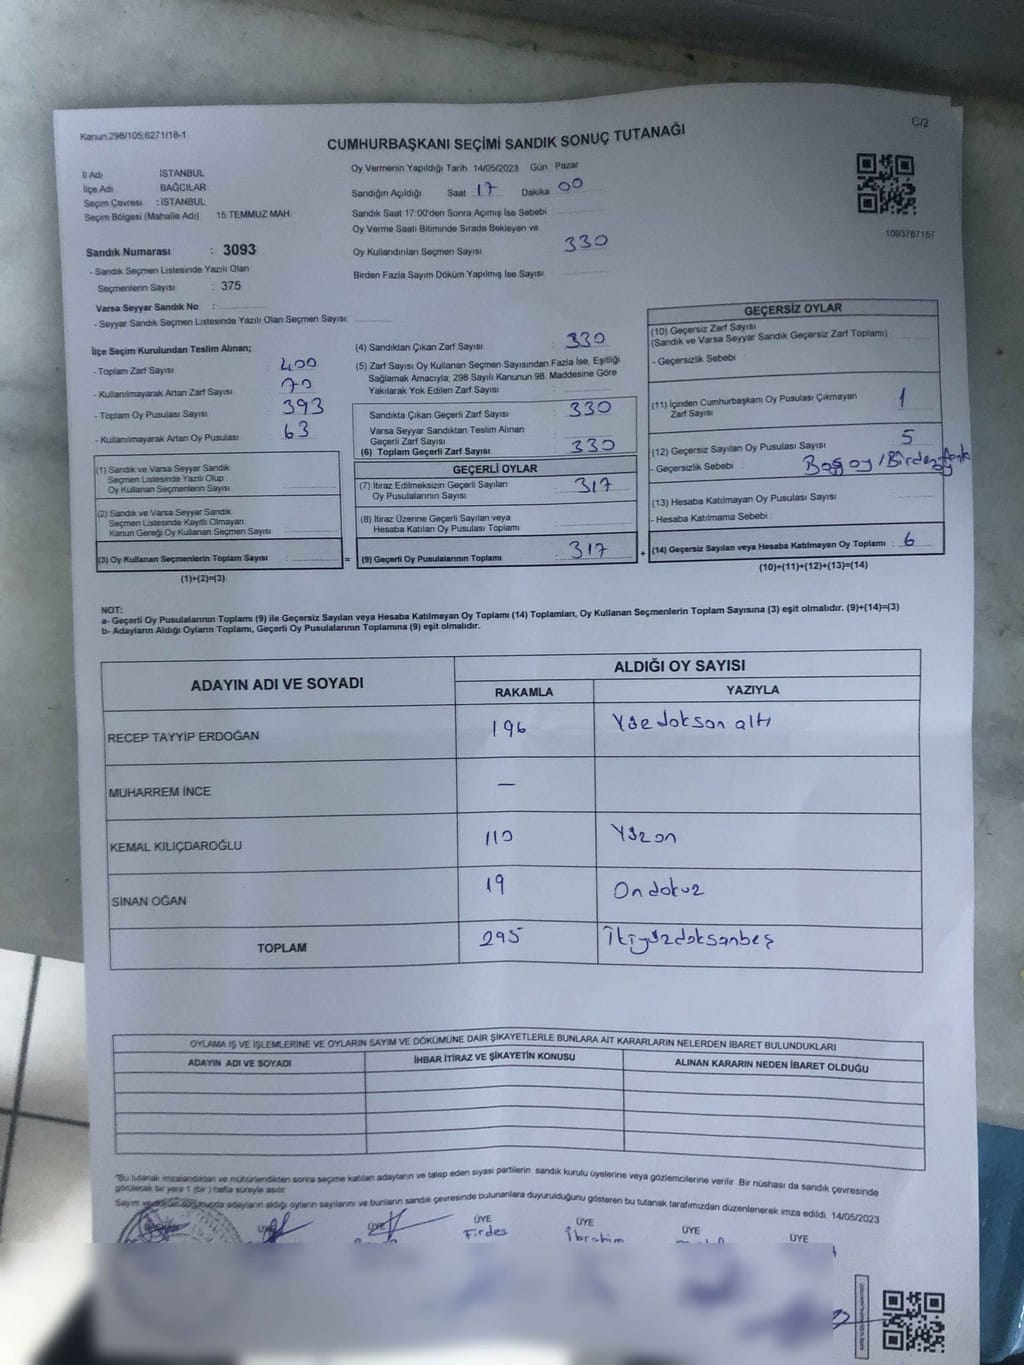 Kanun,298/105;6271/18-1
C/2
CUMHURBAŞKANI SEÇİMİ SANDIK SONUÇ TUTANAĞI
İl Adı İSTANBUL
İlçe Adı BAĞCILAR
Seçim Çevresi : İSTANBUL
Seçim Bölgesi (Mahalle Adı) 15 TEMMUZ MAH.
Sandık Numarası : 3093
- Sandık Seçmen Listesinde Yazılı Olan
Seçmenlerin Sayısı : 375
Varsa Seyyar Sandık No :
- Seyyar Sandık Seçmen Listesinde Yazılı Olan Seçmen Sayısı:
Oy Vermenin Yapıldığı Tarih 14/05/2023 Gün Pazar
Sandığın Açıldığı Saat 17 Dakika 00
Sandık Saat 17:00'den Sonra Açımış İse Sebebi
Oy Verme Saati Bitiminde Sırada Bekleyen ve
Oy Kullandırılan Seçmen Sayısı 330
Birden Fazla Sayım Döküm Yapılmış İse Sayısı
1093787157
İlçe Seçim Kurulundan Teslim Alınan;
- Toplam Zarf Sayısı 400
- Kullanılmayarak Artan Zarf Sayısı 70
- Toplam Oy Pusulası Sayısı 393
- Kullanılmayarak Artan Oy Pusulası 63
(1) Sandık ve Varsa Seyyar Sandık
Seçmen Listesinde Yazılı Olup
Oy Kullanan Seçmenlerin Sayısı
(2) Sandık ve Varsa Seyyar Sandık
Seçmen Listesinde Kayıtlı Olmayan
Kanun Gereği Oy Kullanan Seçmen Sayısı
(3) Oy Kullanan Seçmenlerin Toplam Sayısı : =
(1)+(2)=(3)
(4) Sandıktan Çıkan Zarf Sayısı : 330
(5) Zarf Sayısı Oy Kullanan Seçmen Sayısından Fazla İse, Eşitliği
Sağlamak Amacıyla, 298 Sayılı Kanunun 98. Maddesine Göre
Yakılarak Yok Edilen Zarf Sayısı
Sandıkta Çıkan Geçerli Zarf Sayısı : 330
Varsa Seyyar Sandıktan Teslim Alınan
Geçerli Zarf Sayısı
(6) Toplam Geçerli Zarf Sayısı : 330
GEÇERLİ OYLAR
(7) İtiraz Edilmeksizin Geçerli Sayılan
Oy Pusulalarının Sayısı 317
(8) İtiraz Üzerine Geçerli Sayılan veya
Hesaba Katılan Oy Pusulası Toplamı
(9) Geçerli Oy Pusulalarının Toplamı 317 +
GEÇERSİZ OYLAR
(10) Geçersiz Zarf Sayısı
(Sandık ve Varsa Seyyar Sandık Geçersiz Zarf Toplamı)
- Geçersizlik Sebebi
(11) İçinden Cumhurbaşkanı Oy Pusulası Çıkmayan
Zarf Sayısı 1
(12) Geçersiz Sayılan Oy Pusulası Sayısı 5
- Geçersizlik Sebebi : Boş oy /
(13) Hesaba Katılmayan Oy Pusulası Sayısı
- Hesaba Katılmama Sebebi :
(14) Geçersiz Sayılan veya Hesaba Katılmayan Oy Toplamı : 6
(10)+(11)+(12)+(13)=(14)
NOT:
a- Geçerli Oy Pusulalarının Toplamı (9) ile Geçersiz Sayılan veya Hesaba Katılmayan Oy Toplamı (14) Toplamları, Oy Kullanan Seçmenlerin Toplam Sayısına (3) eşit olmalıdır. (9)+(14)=(3)
b- Adayların Aldığı Oyların Toplamı, Geçerli Oy Pusulalarının Toplamına (9) eşit olmalıdır.
ADAYIN ADI VE SOYADI ALDIĞI OY SAYISI
RAKAMLA YAZIYLA
RECEP TAYYİP ERDOĞAN 196 Yüzdoksan altı
MUHARREM İNCE —
KEMAL KILIÇDAROĞLU 110 Yüzon
SİNAN OĞAN 19 Ondokuz
TOPLAM 295 İkiyüzdoksanbeş
OYLAMA İŞ VE İŞLEMLERİNE VE OYLARIN SAYIM VE DÖKÜMÜNE DAİR ŞİKAYETLERLE BUNLARA AİT KARARLARIN NELERDEN İBARET BULUNDUKLARI
ADAYIN ADI VE SOYADI İHBAR İTİRAZ VE ŞİKAYETİN KONUSU ALINAN KARARIN NEDEN İBARET OLDUĞU
"Bu tutanak imzalandıktan ve mühürlendikten sonra seçime katılan adayların ve talep eden siyasi partilerin sandık kurulu üyelerine veya gözlemcilerine verilir. Bir nüshası da sandık çevresinde
görülecek bir yere 1 (bir) hafta süreyle asılır.
Sayım ve adayların aldığı oyların sayılarını ve bunların sandık çevresinde bulunanlara duyurulduğunu gösteren bu tutanak tarafımızdan düzenlenerek imza edildi. 14/05/2023
ÜYE ÜYE ÜYE ÜYE
Firdes İbrahim